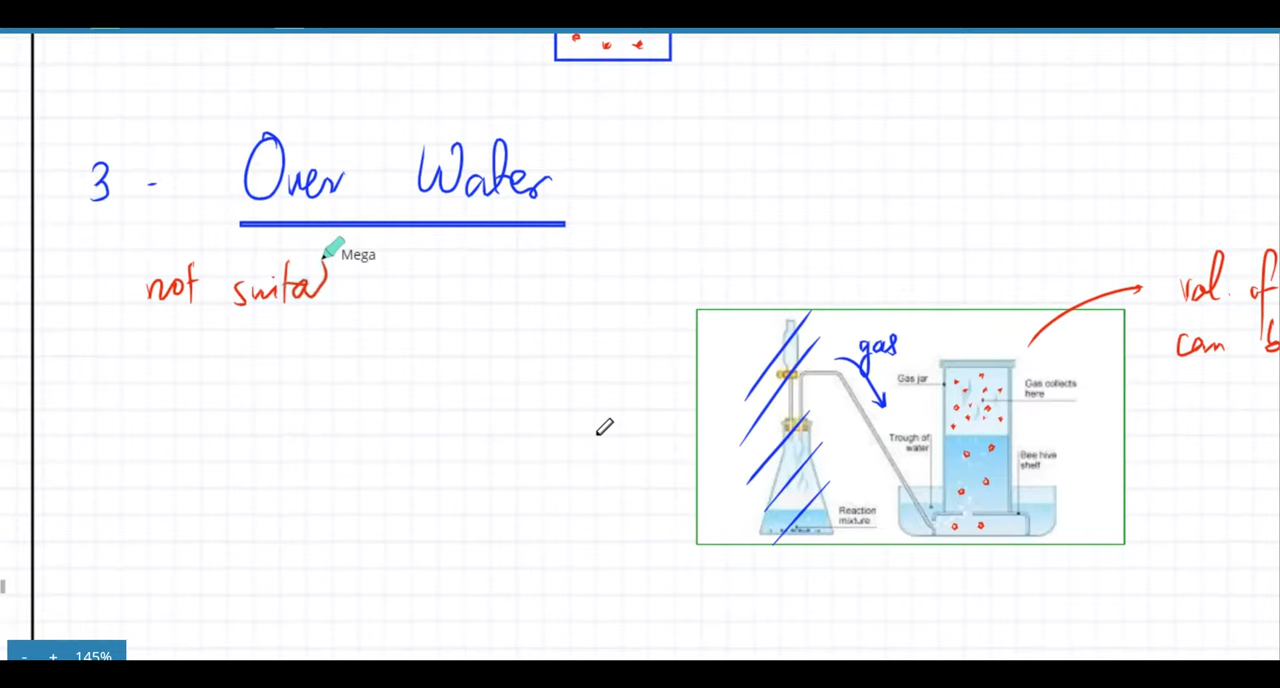 3 - Over Water
Mega
not suita
gas
vol. of
can b
Gas jar
Gas collects
here
Trough of
water
Bee hive
shelf
Reaction
mixture
- + 145%